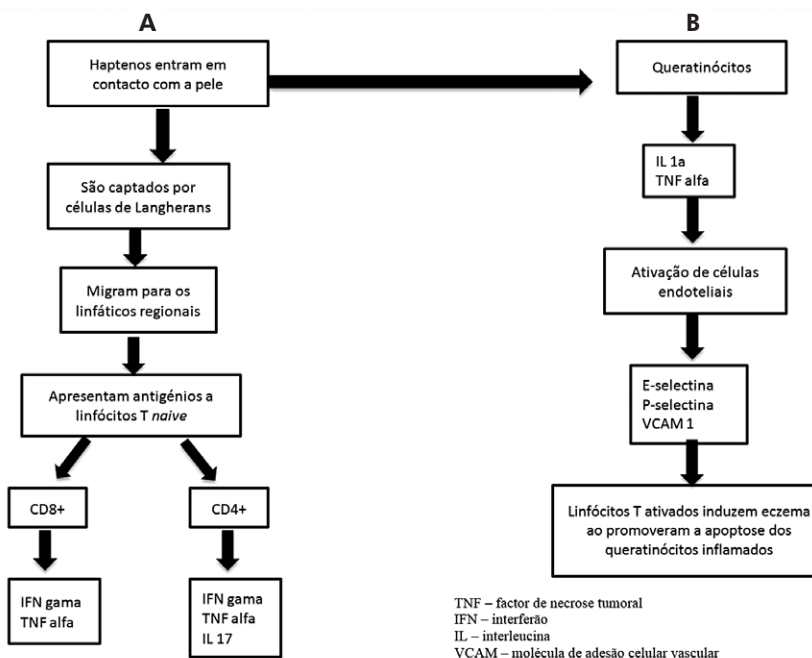 A
Haptenos entram em
contacto com a pele
São captados por
células de Langherans
Migram para os
linfáticos regionais
Apresentam antigénios a
linfócitos T naive
CD8+
CD4+
IFN gama
TNF alfa
IFN gama
TNF alfa
IL 17
B
Queratinócitos
IL 1a
TNF alfa
Ativação de células
endoteliais
E-selectina
P-selectina
VCAM 1
Linfócitos T ativados induzem eczema
ao promoveram a apoptose dos
queratinócitos inflamados
TNF – factor de necrose tumoral
IFN – interferão
IL – interleucina
VCAM – molécula de adesão celular vascular